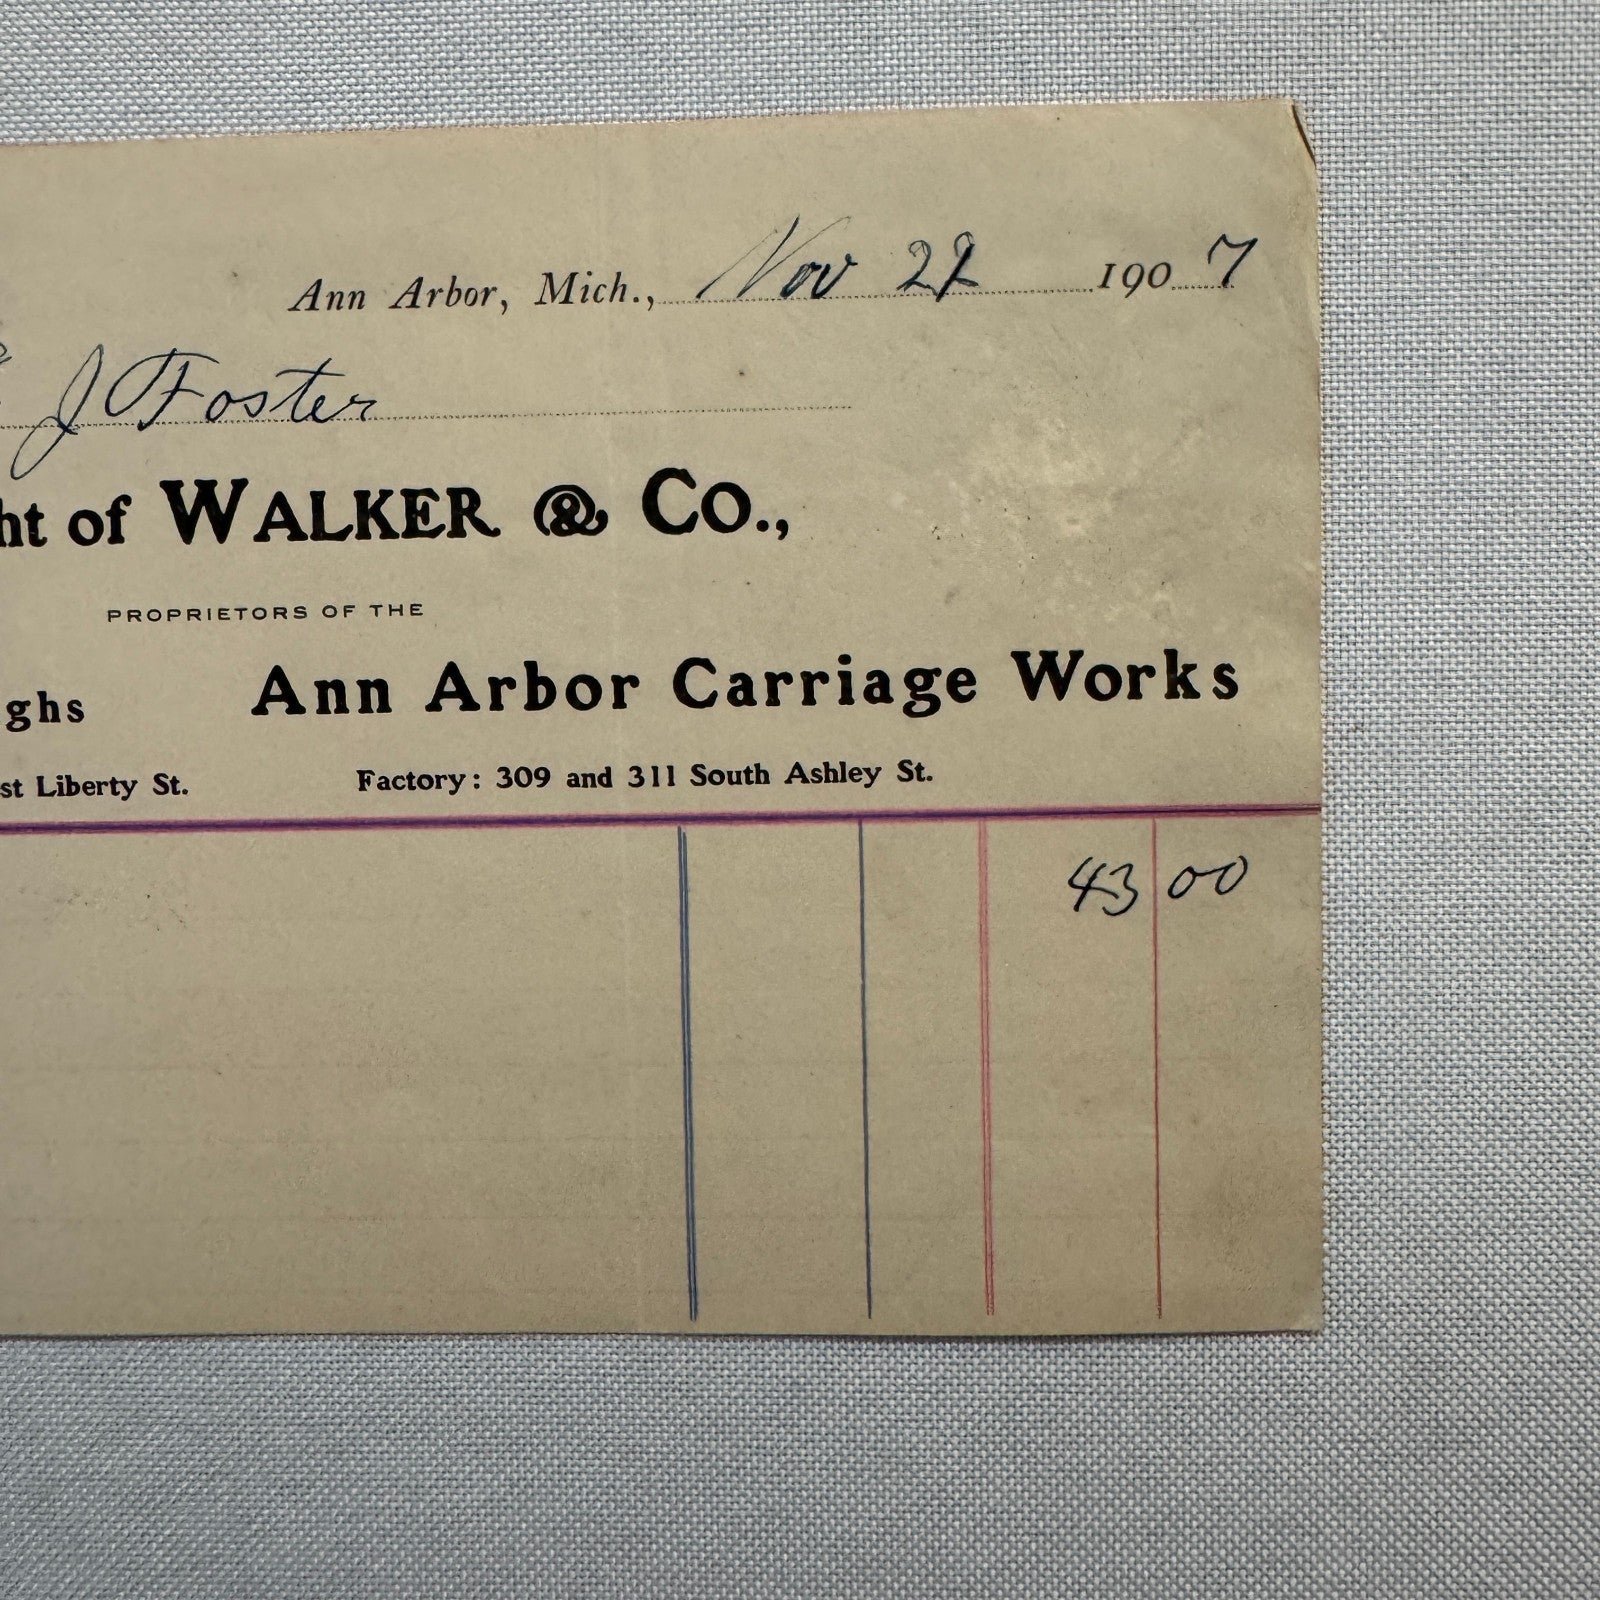 Ann Arbor, Mich., Nov 22 1907
J Foster
ht of WALKER & Co.,
PROPRIETORS OF THE
ghs Ann Arbor Carriage Works
st Liberty St. Factory: 309 and 311 South Ashley St.
43 00